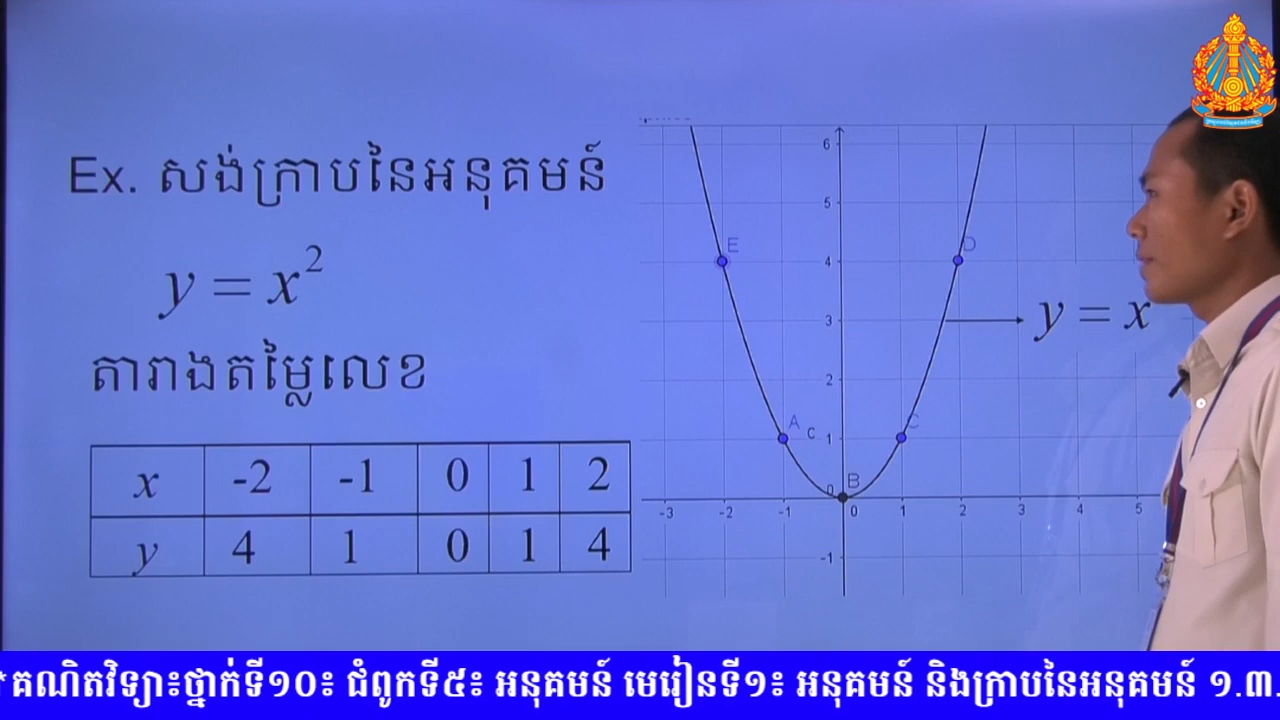 Ex. សង់ក្រាបនៃអនុគមន៍
y = x²
តារាងតម្លៃលេខ
x -2 -1 0 1 2
y 4 1 0 1 4
6
5
E D
4
3
y = x
2
A C
c 1
0 B
-3 -2 -1 0 1 2 3 4 5
-1
*គណិតវិទ្យា៖ថ្នាក់ទី១០៖ ជំពូកទី៥៖ អនុគមន៍ មេរៀនទី១៖ អនុគមន៍ និងក្រាបនៃអនុគមន៍ ១.៣.